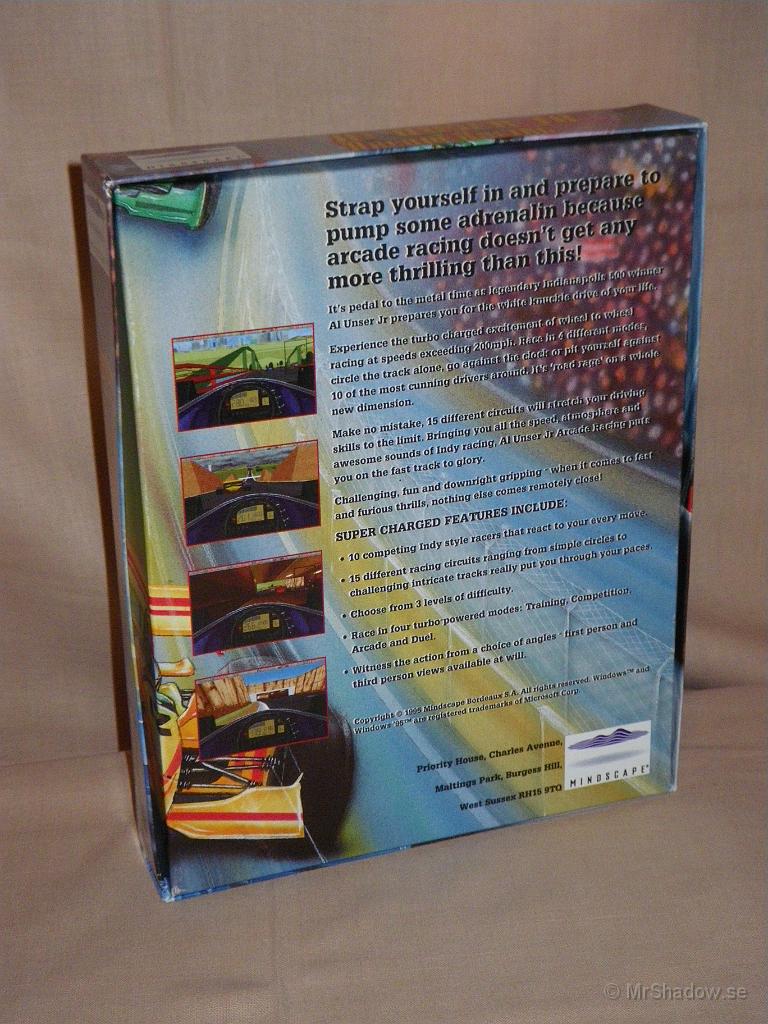 Strap yourself in and prepare to
pump some adrenalin because
arcade racing doesn't get any
more thrilling than this!
It's pedal to the metal time as legendary Indianapolis 500 winner
Al Unser Jr prepares you for the white knuckle drive of your life.
Experience the turbo charged excitement of wheel to wheel
racing at speeds exceeding 200mph. Race in 4 different modes,
circle the track alone, go against the clock or pit yourself against
10 of the most cunning drivers around. It's 'road rage' on a whole
new dimension.
Make no mistake, 15 different circuits will stretch your driving
skills to the limit. Bringing you all the speed, atmosphere and
awesome sounds of Indy racing, Al Unser Jr Arcade Racing puts
you on the fast track to glory.
Challenging, fun and downright gripping - when it comes to fast
and furious thrills, nothing else comes remotely close!
SUPER CHARGED FEATURES INCLUDE:
• 10 competing Indy style racers that react to your every move.
• 15 different racing circuits ranging from simple circles to
challenging intricate tracks really put you through your paces.
• Choose from 3 levels of difficulty.
• Race in four turbo powered modes: Training, Competition,
Arcade and Duel.
• Witness the action from a choice of angles - first person and
third person views available at will.
Copyright © 1995 Mindscape Bordeaux S.A. All rights reserved. Windows™ and
Windows '95™ are registered trademarks of Microsoft Corp.
Priority House, Charles Avenue,
Maltings Park, Burgess Hill,
West Sussex RH15 9TQ
MINDSCAPE®
© MrShadow.se